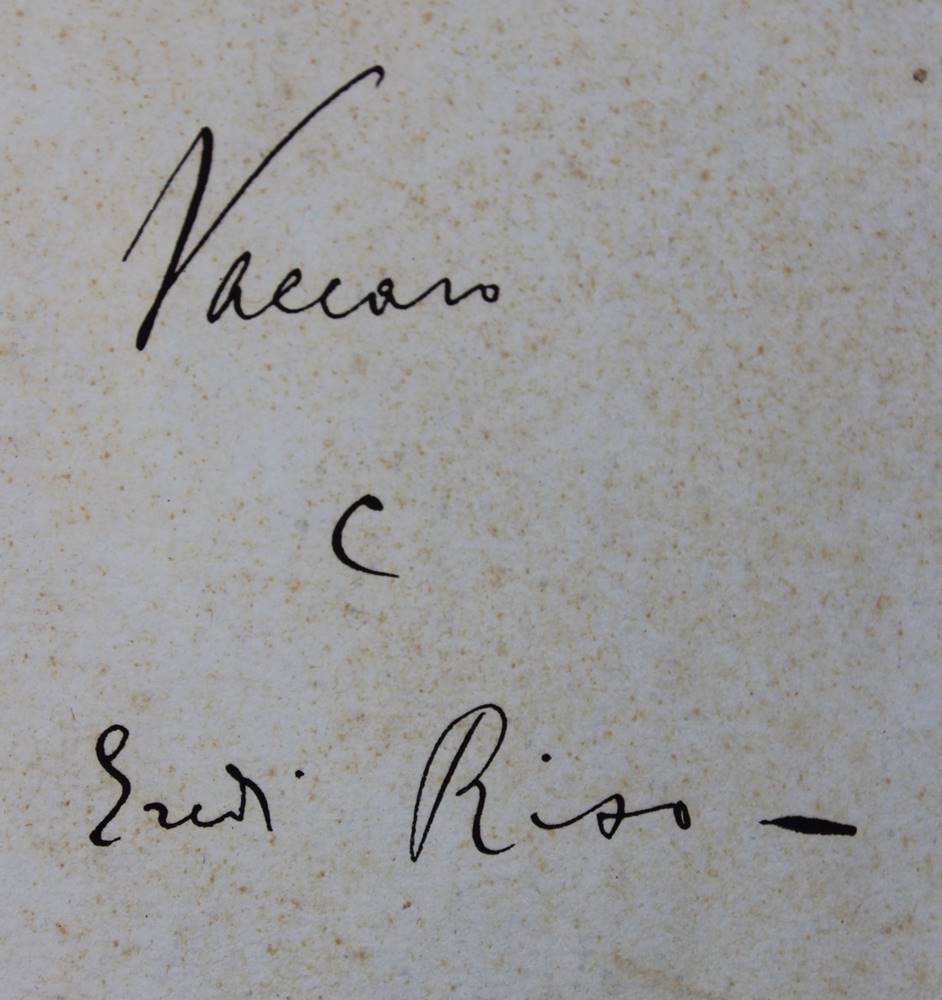 Vaccaro
C
Eredi Riso —